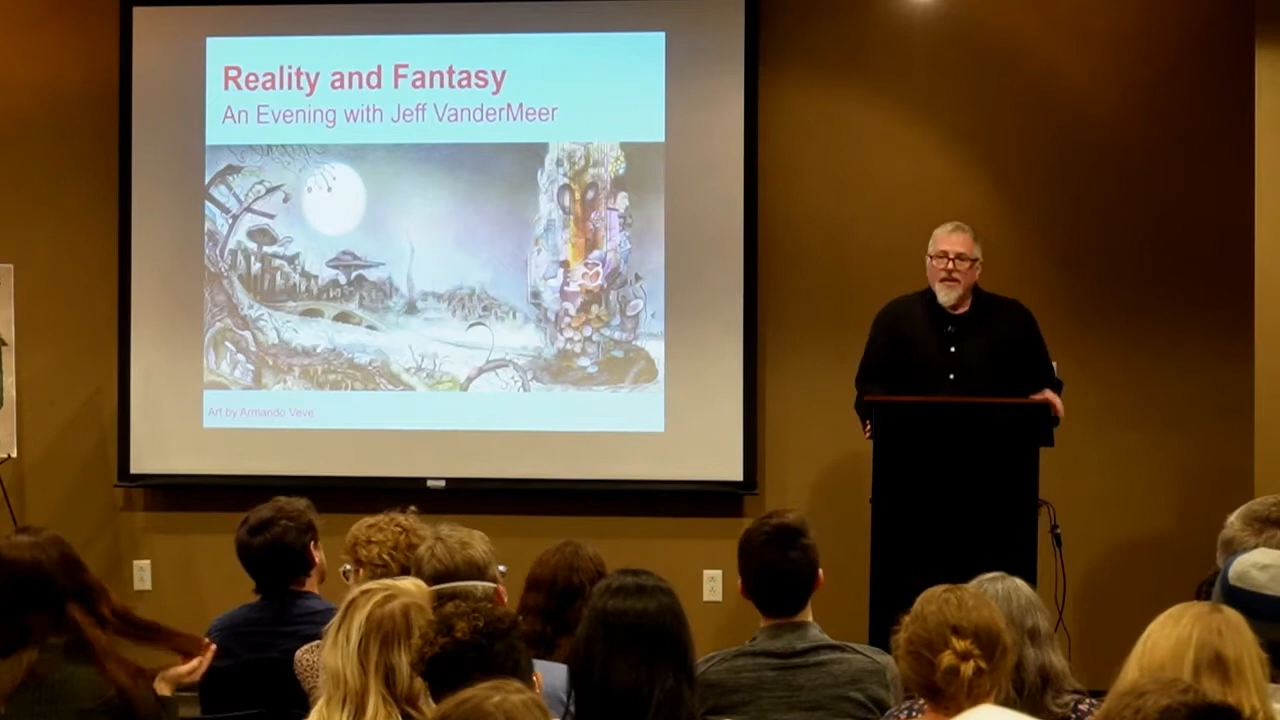 Reality and Fantasy
An Evening with Jeff VanderMeer
Art by Armando Veve